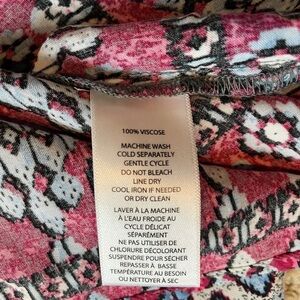 100% VISCOSE
MACHINE WASH
COLD SEPARATELY
GENTLE CYCLE
DO NOT BLEACH
LINE DRY
COOL IRON IF NEEDED
OR DRY CLEAN
LAVER À LA MACHINE
À L'EAU FROIDE AU
CYCLE DÉLICAT
SÉPARÉMENT
NE PAS UTILISER DE
CHLORURE DÉCOLORANT
SUSPENDRE POUR SÉCHER
REPASSER À BASSE
TEMPÉRATURE AU BESOIN
OU NETTOYER À SEC